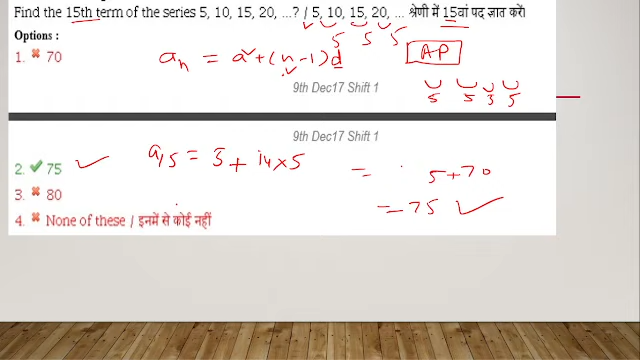 Find the 15th term of the series 5, 10, 15, 20, ...? / 5, 10, 15, 20, ... श्रेणी में 15वां पद ज्ञात करें।
5 5 5
Options :
1. ✖ 70
aₙ = a + (n - 1) d
AP
9th Dec17 Shift 1
5 5 3 5
9th Dec17 Shift 1
2. ✔ 75
a15 = 5 + 14 × 5 = 5 + 70
3. ✖ 80
= 75
4. ✖ None of these / इनमें से कोई नहीं